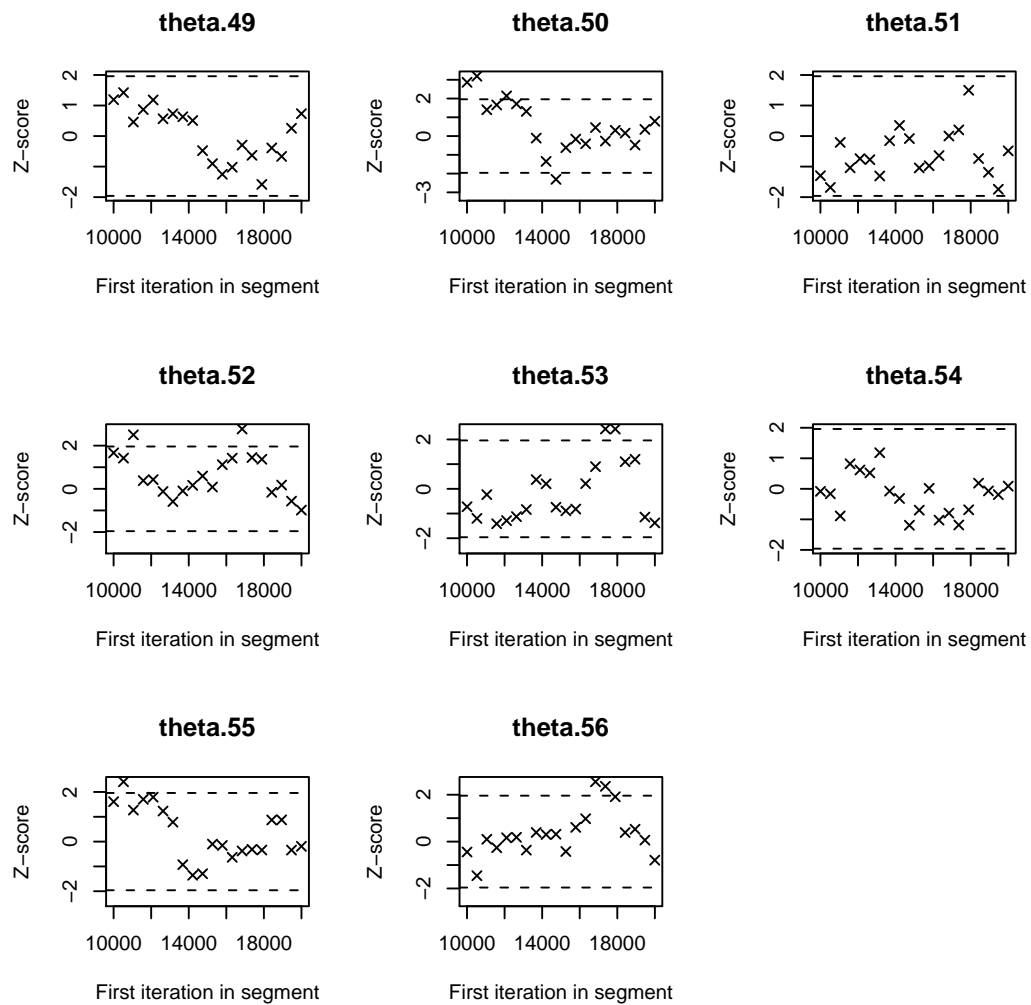 theta.49
Z−score
2
1
0
−2
10000 14000 18000
First iteration in segment
theta.50
Z−score
2
0
−3
10000 14000 18000
First iteration in segment
theta.51
Z−score
2
1
0
−2
10000 14000 18000
First iteration in segment
theta.52
Z−score
2
0
−2
10000 14000 18000
First iteration in segment
theta.53
Z−score
2
0
−2
10000 14000 18000
First iteration in segment
theta.54
Z−score
2
1
0
−2
10000 14000 18000
First iteration in segment
theta.55
Z−score
2
0
−2
10000 14000 18000
First iteration in segment
theta.56
Z−score
2
0
−2
10000 14000 18000
First iteration in segment